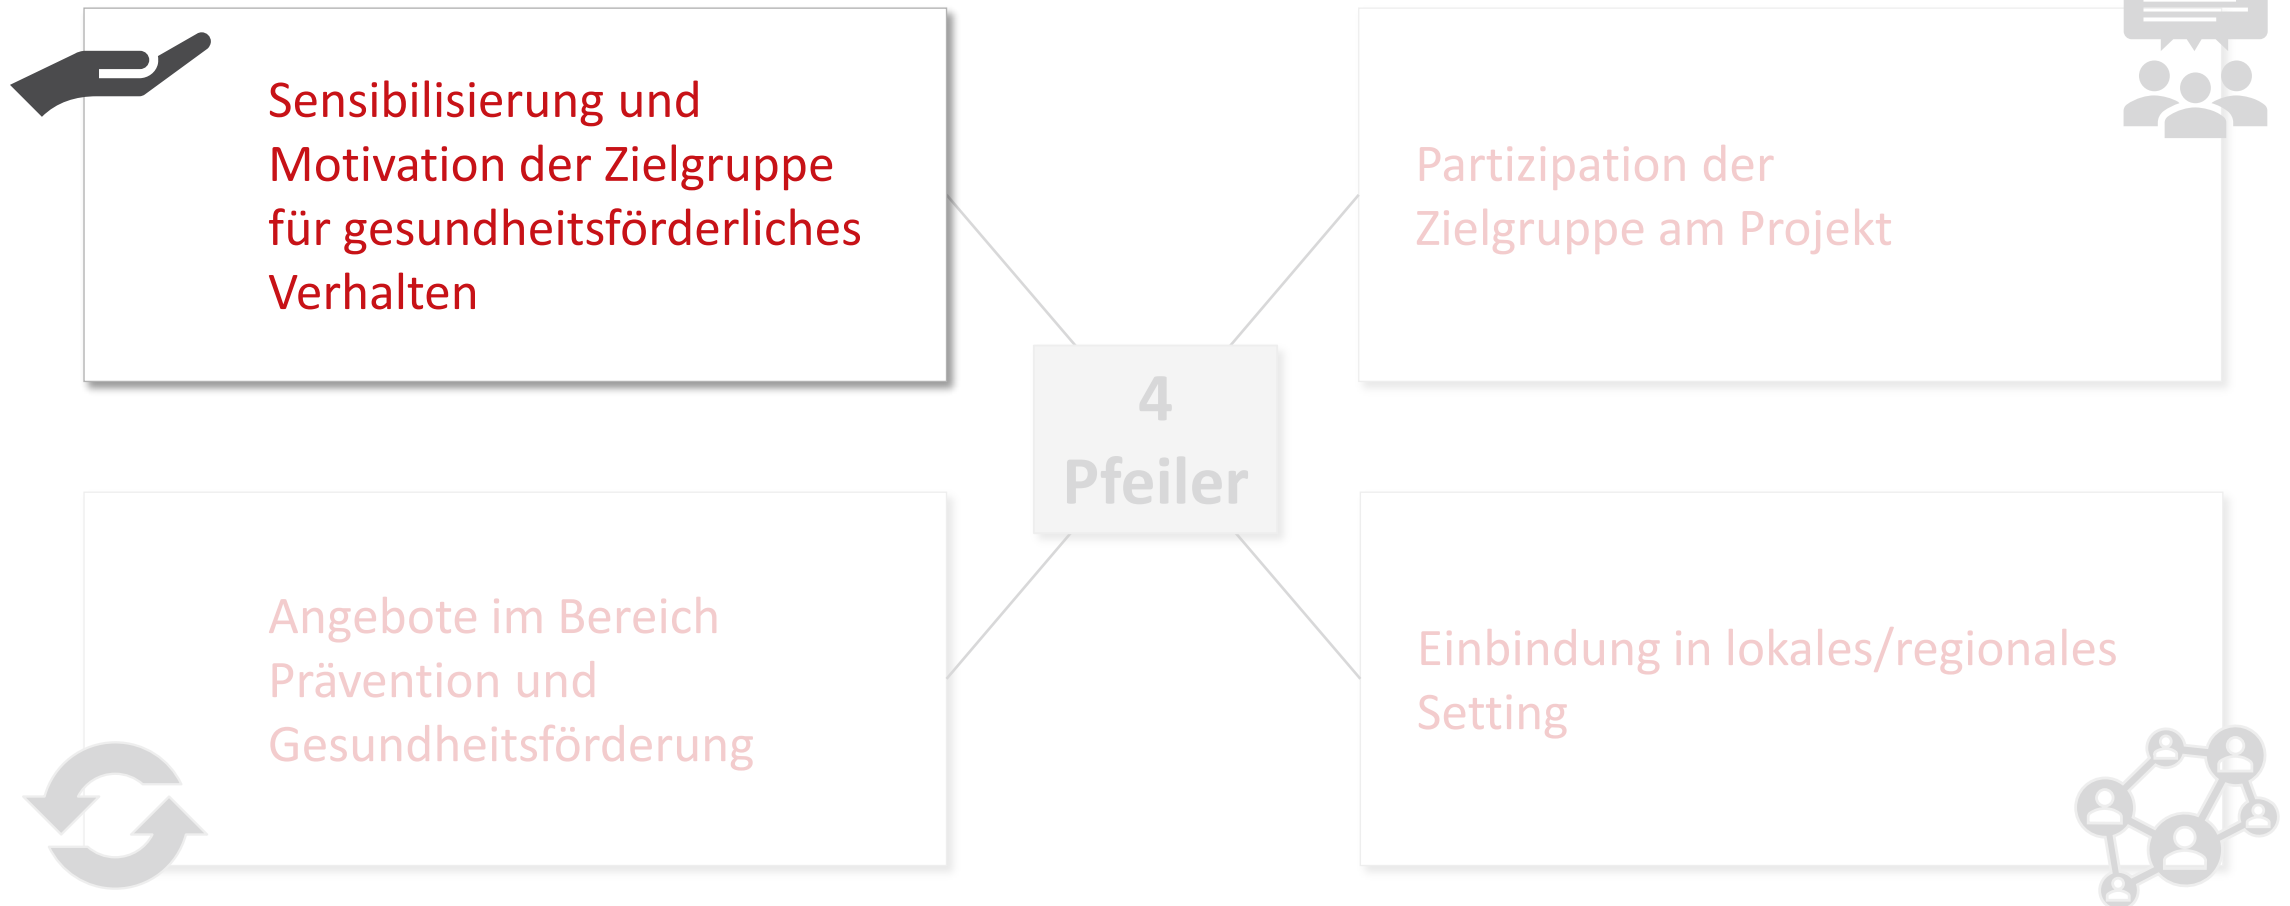 Sensibilisierung und
Motivation der Zielgruppe
für gesundheitsförderliches
Verhalten
Partizipation der
Zielgruppe am Projekt
4
Pfeiler
Angebote im Bereich
Prävention und
Gesundheitsförderung
Einbindung in lokales/regionales
Setting